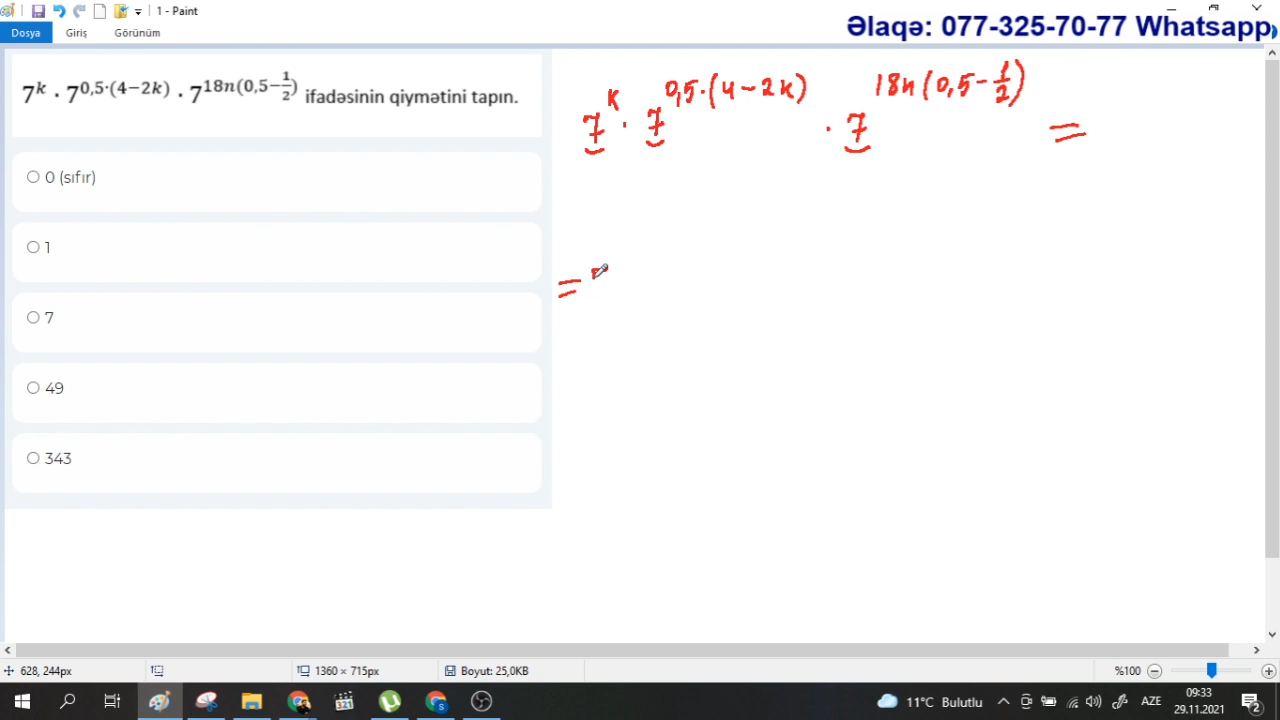 1 - Paint
Əlaqə: 077-325-70-77 Whatsapp
Dosya Giriş Görünüm
7^k · 7^{0,5·(4−2k)} · 7^{18n(0,5−1/2)} ifadəsinin qiymətini tapın.
7^k · 7^{0,5·(4−2k)} · 7^{18n(0,5−1/2)} =
0 (sıfır)
1
=
7
49
343
628, 244px 1360 × 715px Boyut: 25,0KB %100
11°C Bulutlu AZE 09:33
29.11.2021 2